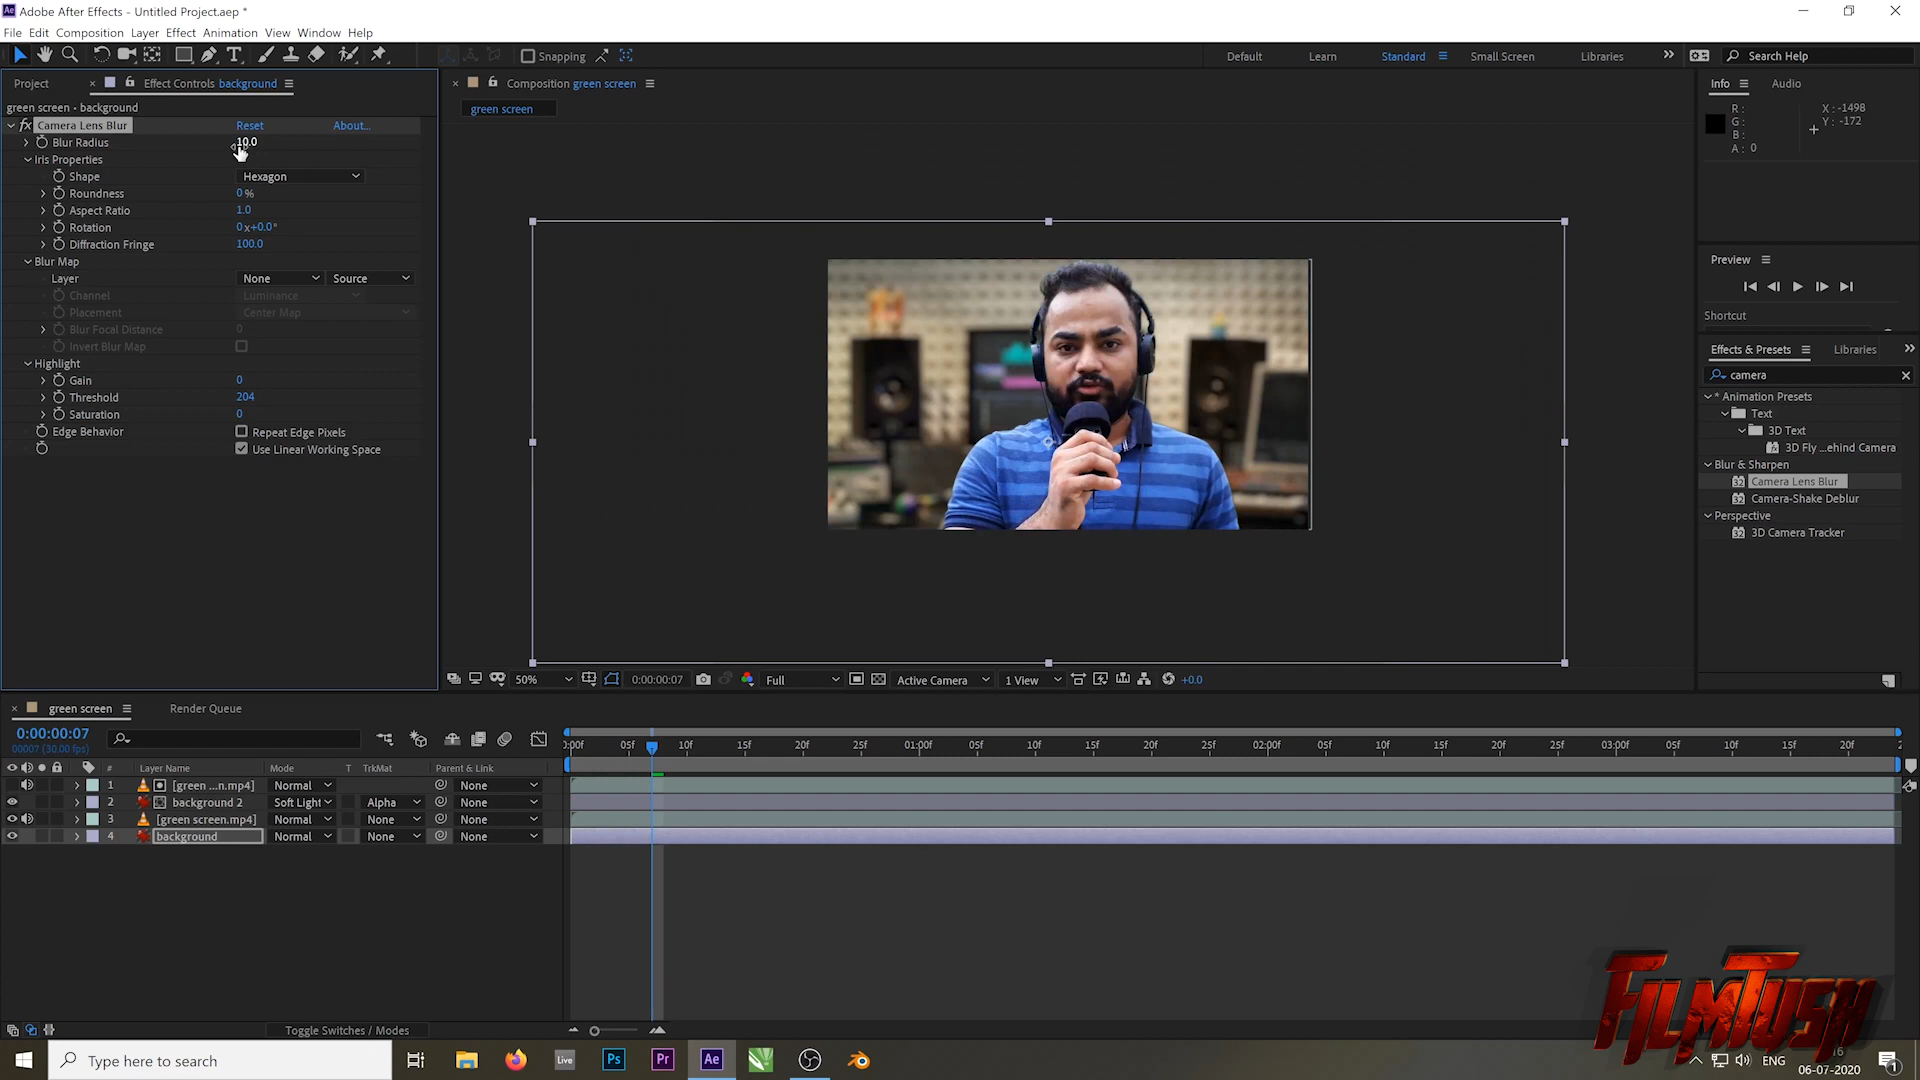 Adobe After Effects - Untitled Project.aep *
File Edit Composition Layer Effect Animation View Window Help
Snapping
Default Learn Standard Small Screen Libraries
Search Help
Project
Effect Controls background
Composition green screen
Info Audio
green screen • background
green screen
fx Camera Lens Blur Reset About...
Blur Radius 10.0
Iris Properties
Shape Hexagon
Roundness 0 %
Aspect Ratio 1.0
Rotation 0 x+0.0°
Diffraction Fringe 100.0
Blur Map
Layer None Source
Channel Luminance
Placement Center Map
Blur Focal Distance 0
Invert Blur Map
Highlight
Gain 0
Threshold 204
Saturation 0
Edge Behavior Repeat Edge Pixels
Use Linear Working Space
R :
G :
B :
A : 0
X : -1498
Y : -172
Preview
Shortcut
Effects & Presets Libraries
camera
* Animation Presets
Text
3D Text
3D Fly ...ehind Camera
Blur & Sharpen
Camera Lens Blur
Camera-Shake Deblur
Perspective
3D Camera Tracker
50% 0:00:00:07 Full Active Camera 1 View +0.0
green screen Render Queue
0:00:00:07
00007 (30.00 fps)
:00f 05f 10f 15f 20f 25f 01:00f 05f 10f 15f 20f 25f 02:00f 05f 10f 15f 20f 25f 03:00f 05f 10f 15f 20f 2
# Layer Name Mode T TrkMat Parent & Link
1 [green ...n.mp4] Normal None
2 background 2 Soft Light Alpha None
3 [green screen.mp4] Normal None None
4 background Normal None None
Toggle Switches / Modes
FilmTush
Type here to search
Live Ps Pr Ae
ENG
16
06-07-2020
1